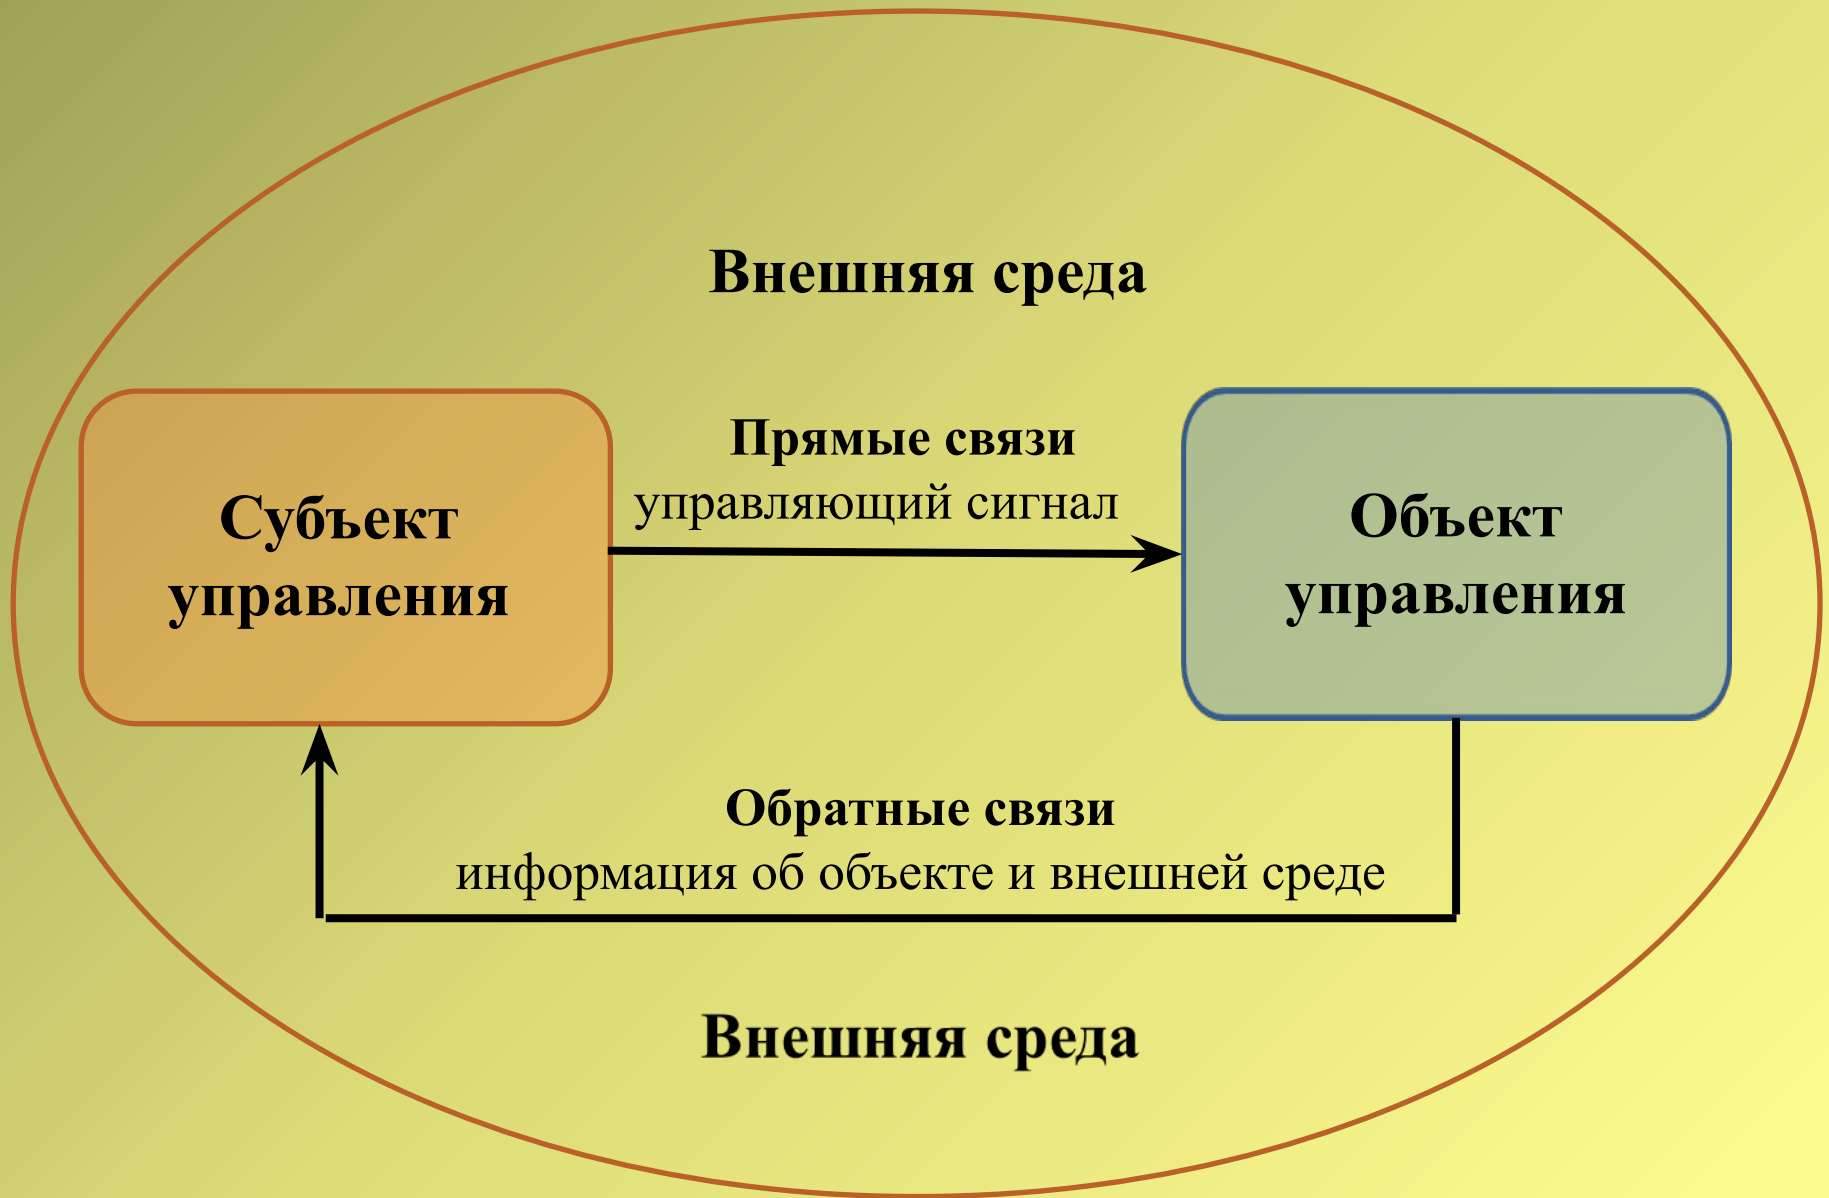 Внешняя среда
Прямые связи
управляющий сигнал
Субъект
управления
Объект
управления
Обратные связи
информация об объекте и внешней среде
Внешняя среда